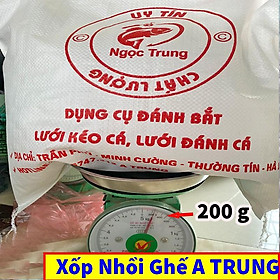 UY TÍN
Ngọc Trung
CHẤT LƯỢNG
DỤNG CỤ ĐÁNH BẮT
LƯỚI KÉO CÁ, LƯỚI ĐÁNH CÁ
ĐỊA CHỈ: TRẦN - MINH CƯỜNG - THƯỜNG TÍN - HÀ
A TRUNG
200 g
Xốp Nhồi Ghế A TRUNG